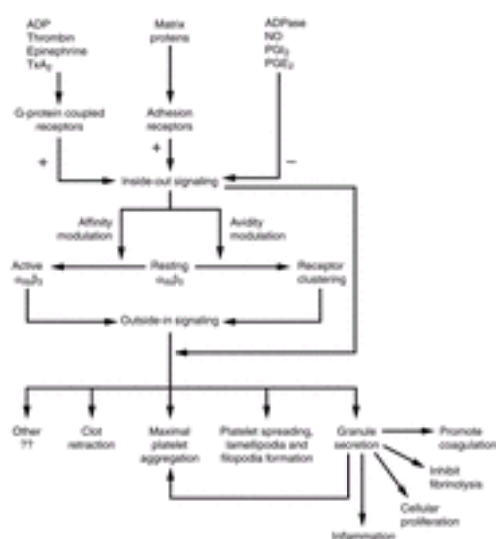 ADP
Thrombin
Epinephrine
TxA₂
Matrix
proteins
ADPase
NO
PGI₂
PGE₂
G-protein coupled
receptors
Adhesion
receptors
+
+
−
Inside-out signaling
Affinity
modulation
Avidity
modulation
Active
αIIbβ₃
Resting
αIIbβ₃
Receptor
clustering
Outside-in signaling
Other
??
Clot
retraction
Maximal
platelet
aggregation
Platelet spreading,
lamellipodia and
filopodia formation
Granule
secretion
Promote
coagulation
Inhibit
fibrinolysis
Cellular
proliferation
Inflammation